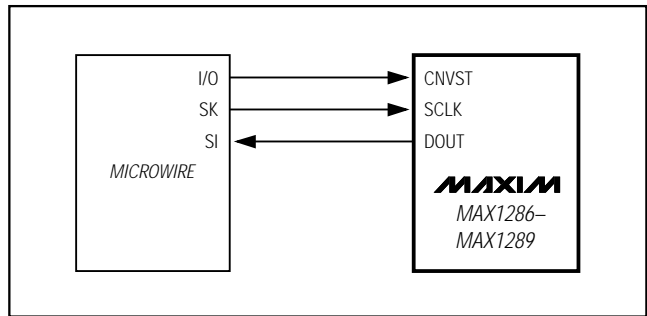 I/O
SK
SI
MICROWIRE
CNVST
SCLK
DOUT
MAXIM
MAX1286–
MAX1289